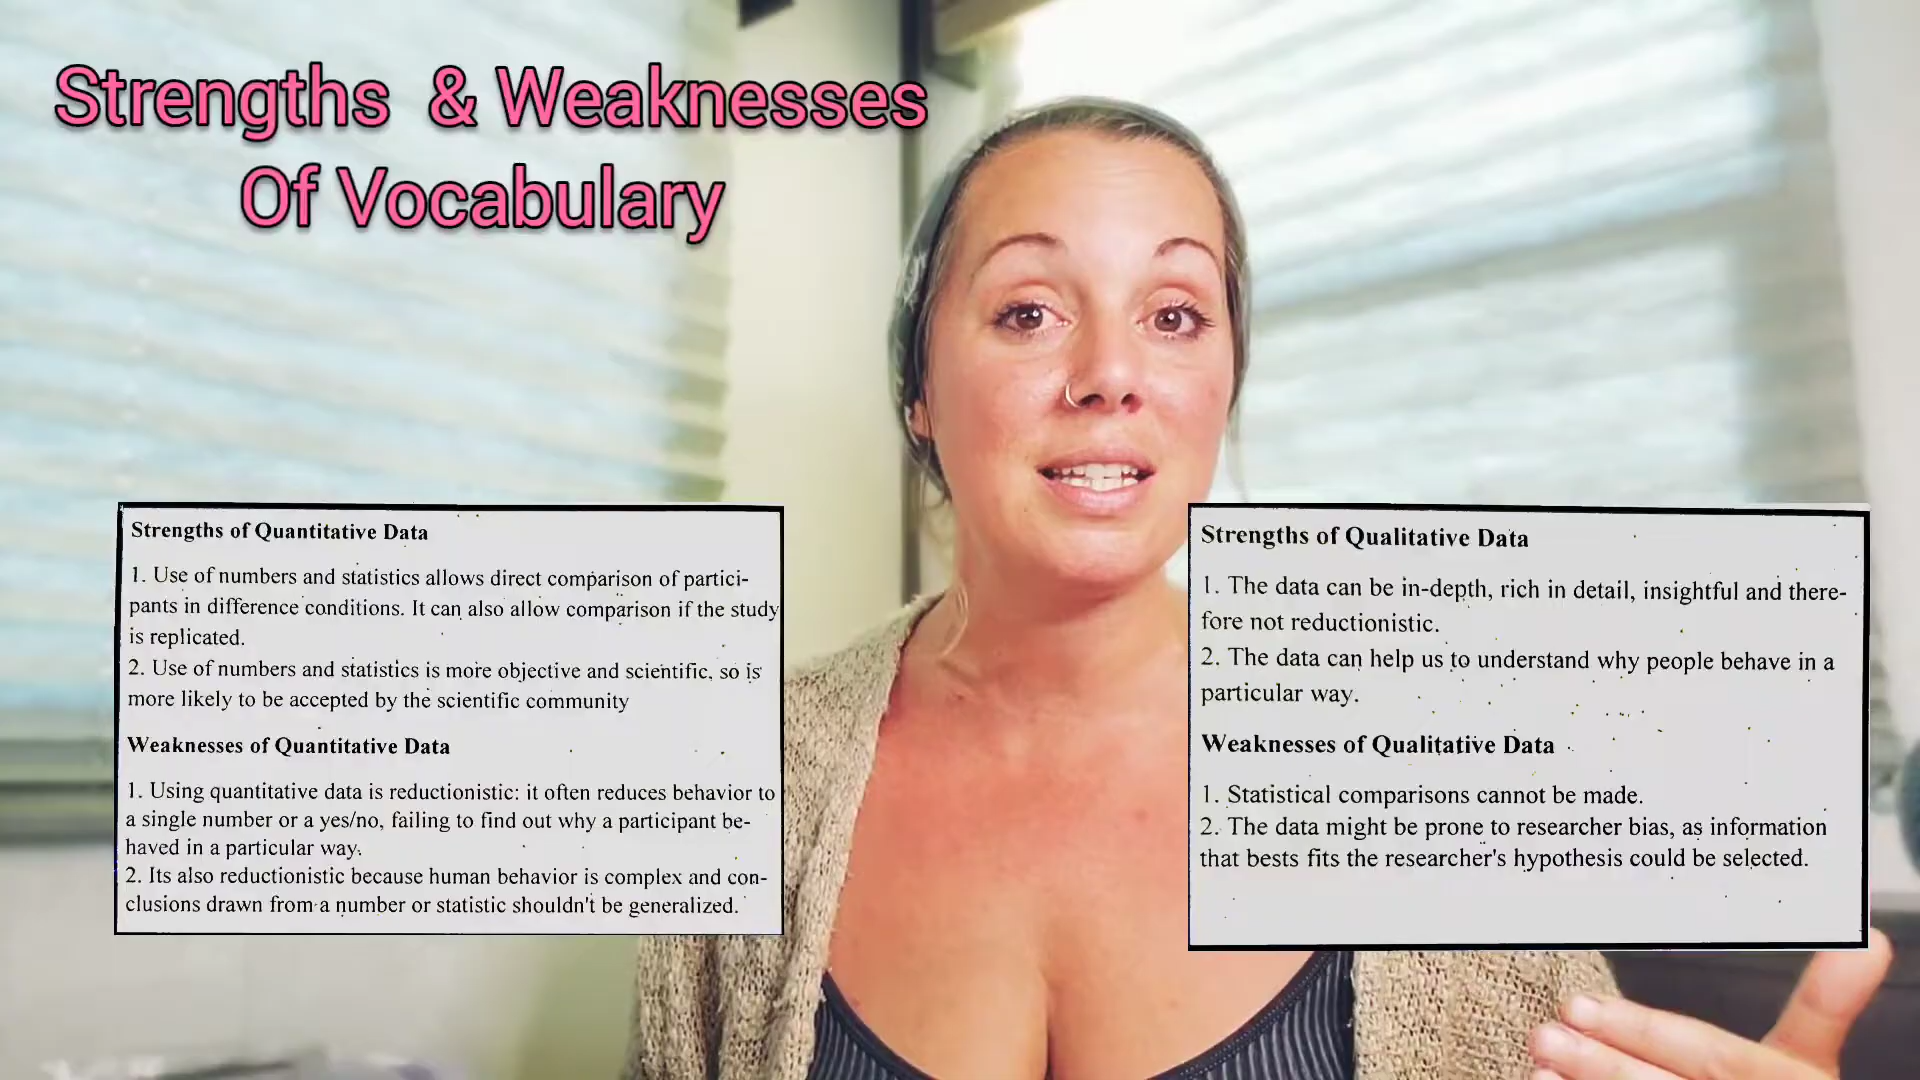 Strengths & Weaknesses
Of Vocabulary
Strengths of Quantitative Data
1. Use of numbers and statistics allows direct comparison of partici-
pants in difference conditions. It can also allow comparison if the study
is replicated.
2. Use of numbers and statistics is more objective and scientific, so is
more likely to be accepted by the scientific community
Weaknesses of Quantitative Data
1. Using quantitative data is reductionistic: it often reduces behavior to
a single number or a yes/no, failing to find out why a participant be-
haved in a particular way.
2. Its also reductionistic because human behavior is complex and con-
clusions drawn from a number or statistic shouldn't be generalized.
Strengths of Qualitative Data
1. The data can be in-depth, rich in detail, insightful and there-
fore not reductionistic.
2. The data can help us to understand why people behave in a
particular way.
Weaknesses of Qualitative Data
1. Statistical comparisons cannot be made.
2. The data might be prone to researcher bias, as information
that bests fits the researcher's hypothesis could be selected.